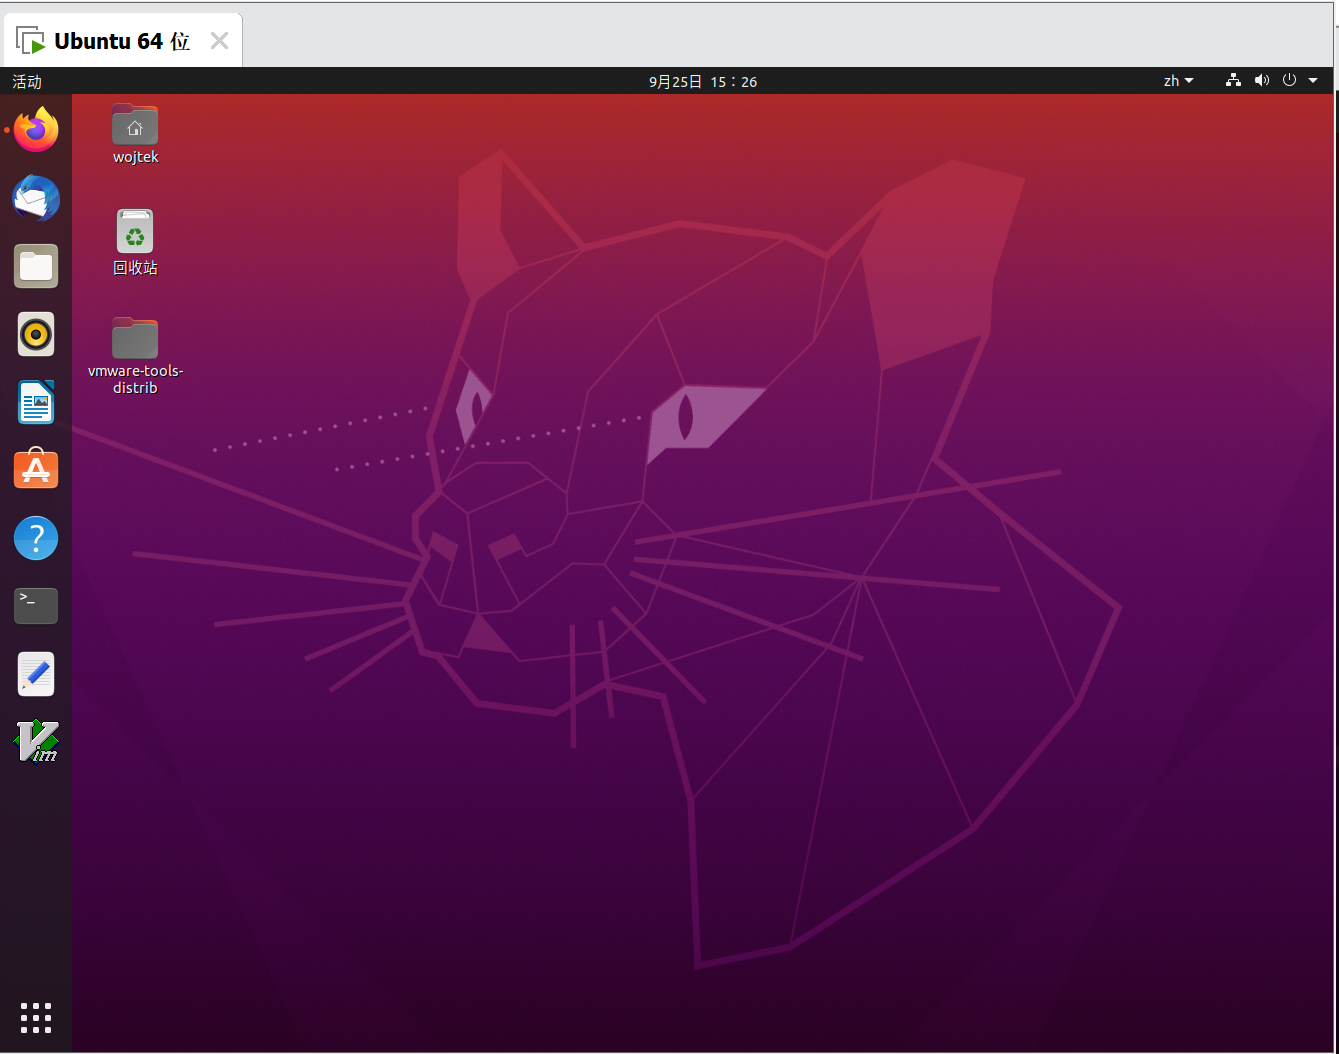 Ubuntu 64 位
活动
9月25日 15：26
zh
wojtek
回收站
vmware-tools-
distrib
A
?
>_
Vim